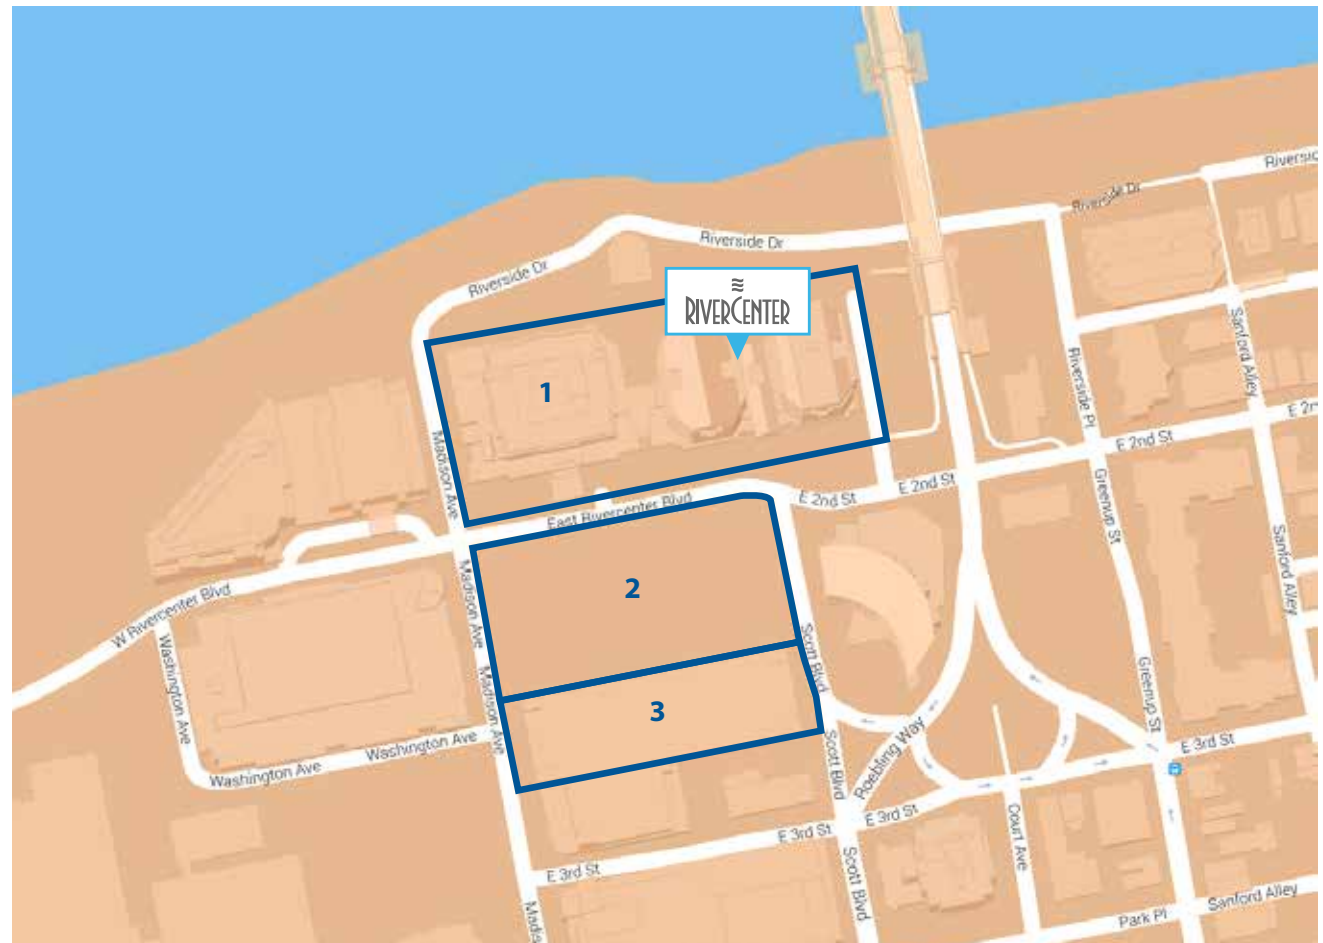 Riversid
Riverside Dr
Riverside Dr
Riverside Dr
RIVERCENTER
Sanford Alley
Riverside Pl
1
E 2n
E 2nd St
Madison Ave
E 2nd St
E 2nd St
East Rivercenter Blvd
Greenup St
Sanford Alley
2
Madison Ave
W Rivercenter Blvd
Washington Ave
Scott Blvd
Madison Ave
3
Greenup St
Washington Ave
Washington Ave
Roebling Way
E 3rd St
Scott Blvd
E 3rd St
E 3rd St
Court Ave
E 3rd St
Scott Blvd
Madis
Park Pl
Sanford Alley